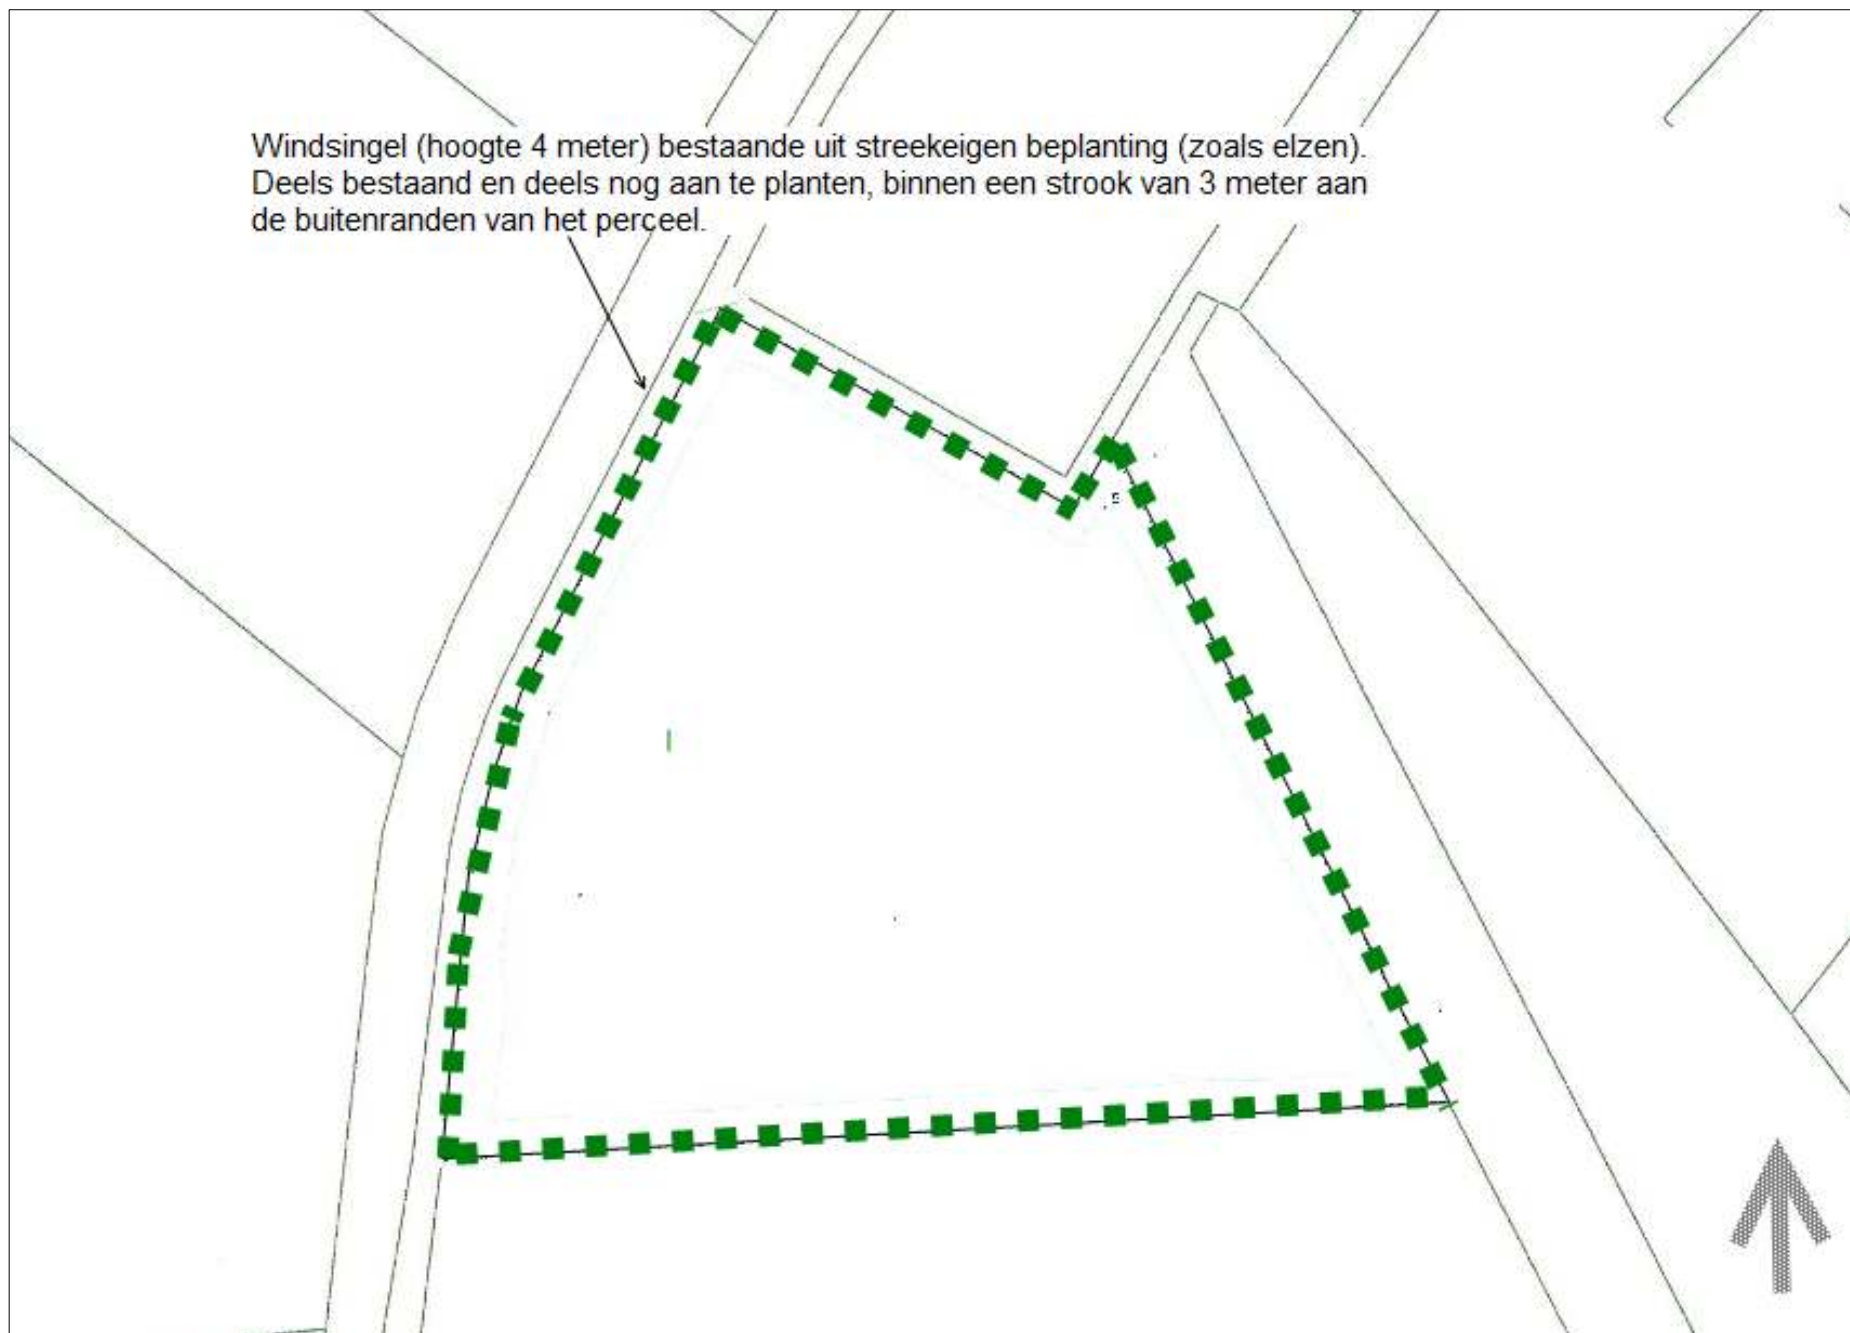 Windsingel (hoogte 4 meter) bestaande uit streekeigen beplanting (zoals elzen).
Deels bestaand en deels nog aan te planten, binnen een strook van 3 meter aan
de buitenranden van het perceel.